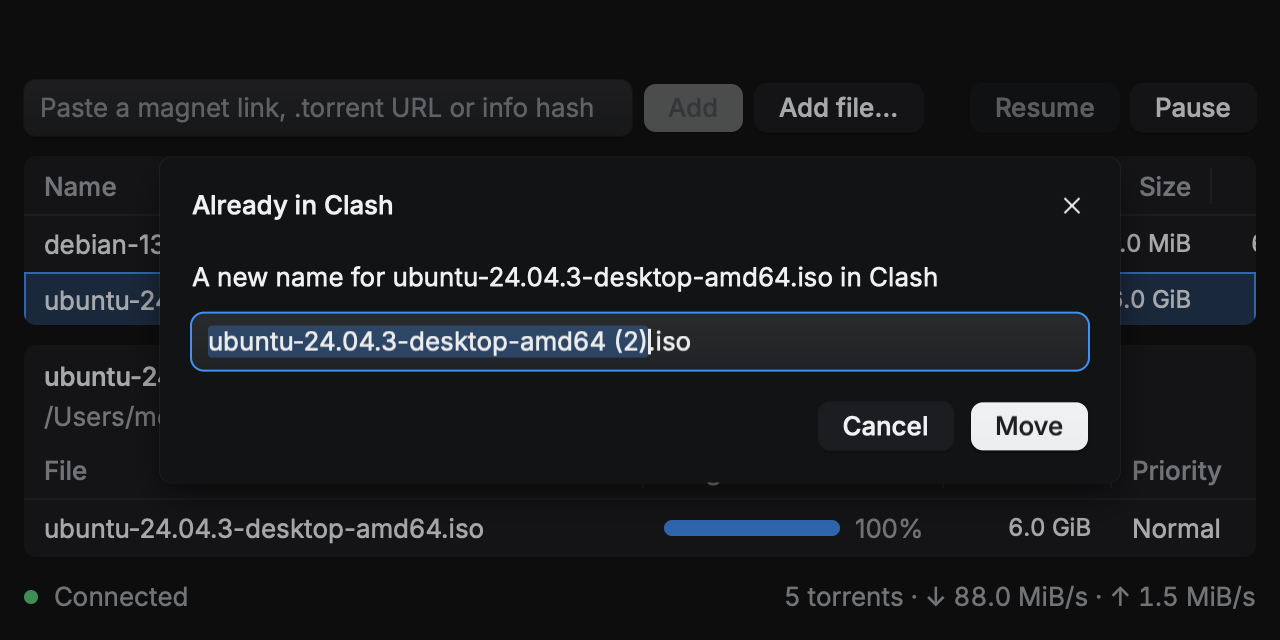 Paste a magnet link, .torrent URL or info hash
Add
Add file...
Resume
Pause
Name
Size
debian-13
.0 MiB
ubuntu-24
6.0 GiB
Already in Clash
A new name for ubuntu-24.04.3-desktop-amd64.iso in Clash
ubuntu-24.04.3-desktop-amd64 (2).iso
Cancel
Move
ubuntu-24
/Users/me
File
Priority
ubuntu-24.04.3-desktop-amd64.iso
100%
6.0 GiB
Normal
Connected
5 torrents · ↓ 88.0 MiB/s · ↑ 1.5 MiB/s